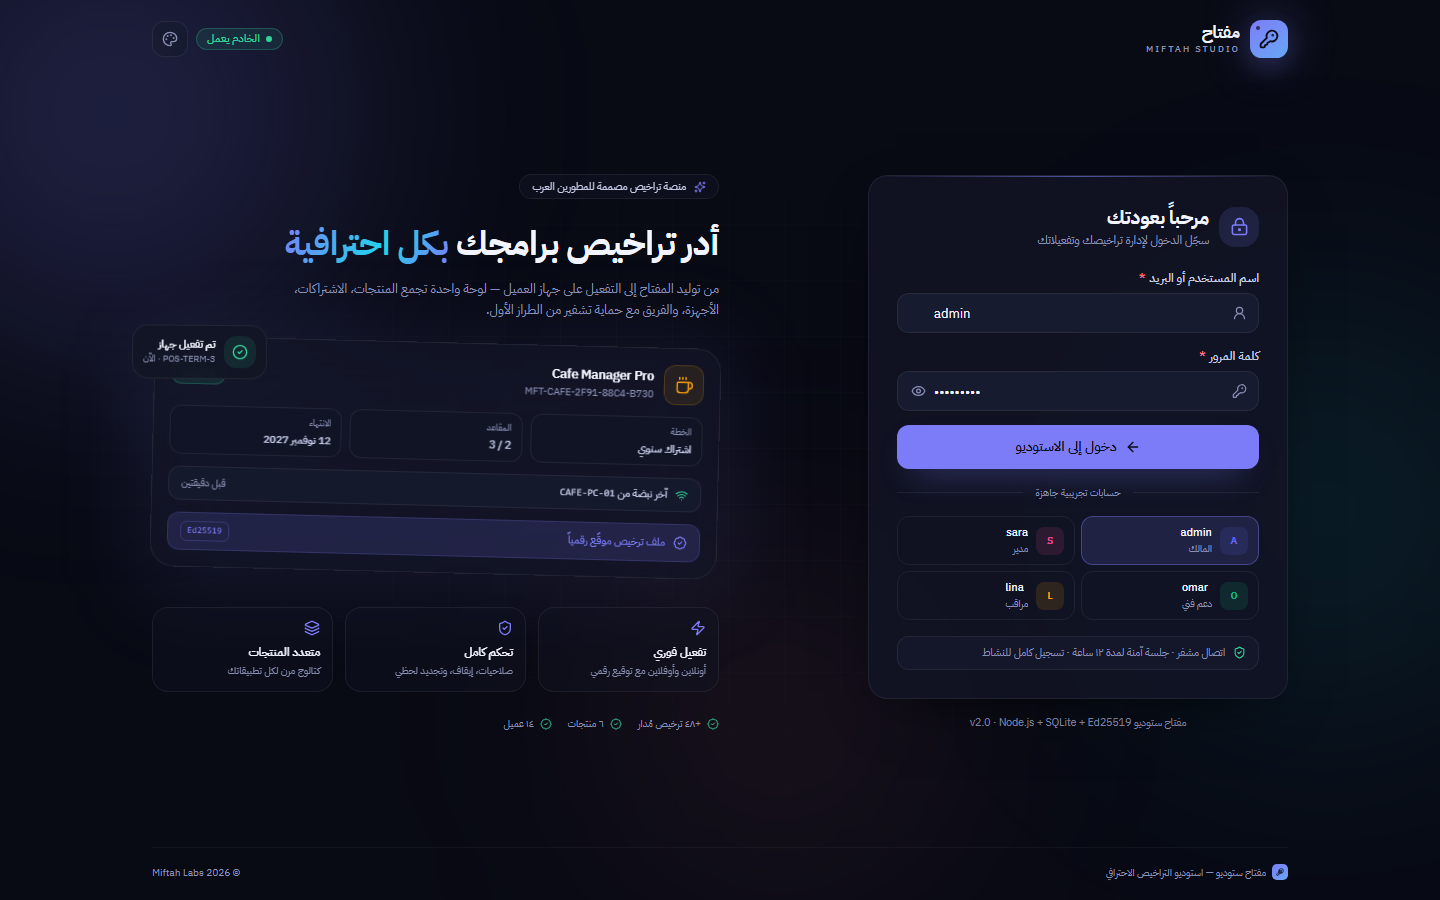 مفتاح
MIFTAH STUDIO
الخادم يعمل
مرحباً بعودتك
سجّل الدخول لإدارة تراخيصك وتفعيلاتك
اسم المستخدم أو البريد *
admin
كلمة المرور *
•••••••••
دخول إلى الاستوديو
حسابات تجريبية جاهزة
A
admin
المالك
S
sara
مدير
O
omar
دعم فني
L
lina
مراقب
اتصال مشفر · جلسة آمنة لمدة ١٢ ساعة · تسجيل كامل للنشاط
مفتاح ستوديو v2.0 · Node.js + SQLite + Ed25519
منصة تراخيص مصممة للمطورين العرب
أدر تراخيص برامجك بكل احترافية
من توليد المفتاح إلى التفعيل على جهاز العميل — لوحة واحدة تجمع المنتجات، الاشتراكات،
الأجهزة، والفريق مع حماية تشفير من الطراز الأول.
تم تفعيل جهاز
POS-TERM-3 · الآن
Cafe Manager Pro
MFT-CAFE-2F91-88C4-B730
الخطة
اشتراك سنوي
المقاعد
3 / 2
الانتهاء
12 نوفمبر 2027
آخر نبضة من CAFE-PC-01
قبل دقيقتين
ملف ترخيص موقّع رقمياً
Ed25519
تفعيل فوري
أونلاين وأوفلاين مع توقيع رقمي
تحكم كامل
صلاحيات، إيقاف، وتجديد لحظي
متعدد المنتجات
كتالوج مرن لكل تطبيقاتك
+٤٨ ترخيص مُدار
٦ منتجات
١٤ عميل
مفتاح ستوديو — استوديو التراخيص الاحترافي
Miftah Labs 2026 ©